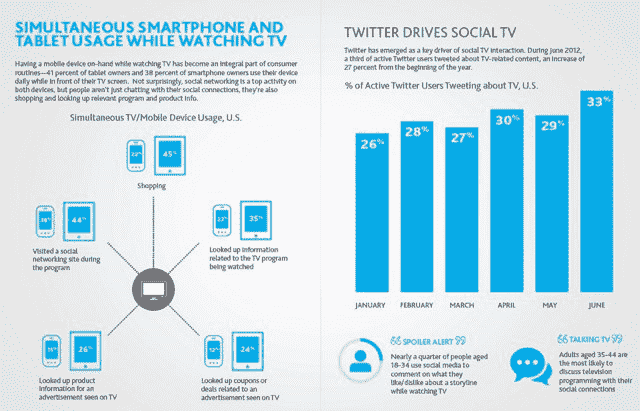 SIMULTANEOUS SMARTPHONE AND
TABLET USAGE WHILE WATCHING TV
Having a mobile device on-hand while watching TV has become an integral part of consumer
routines—41 percent of tablet owners and 38 percent of smartphone owners use their device
daily while in front of their TV screen. Not surprisingly, social networking is a top activity on
both devices, but people aren't just chatting with their social connections, they're also
shopping and looking up relevant program and product info.
Simultaneous TV/Mobile Device Usage, U.S.
22% 45%
Shopping
38% 44%
Visited a social
networking site during
the program
35%
Looked up information
related to the TV program
being watched
26%
Looked up product
information for an
advertisement seen on TV
24%
Looked up coupons or
deals related to an
advertisement seen on TV
TWITTER DRIVES SOCIAL TV
Twitter has emerged as a key driver of social TV interaction. During June 2012,
a third of active Twitter users tweeted about TV-related content, an increase of
27 percent from the beginning of the year.
% of Active Twitter Users Tweeting about TV, U.S.
26% 28% 27% 30% 29% 33%
JANUARY FEBRUARY MARCH APRIL MAY JUNE
SPOILER ALERT
Nearly a quarter of people aged
18-34 use social media to
comment on what they
like/dislike about a storyline
while watching TV
TALKING TV
Adults aged 35-44 are
the most likely to
discuss television
programming with their
social connections